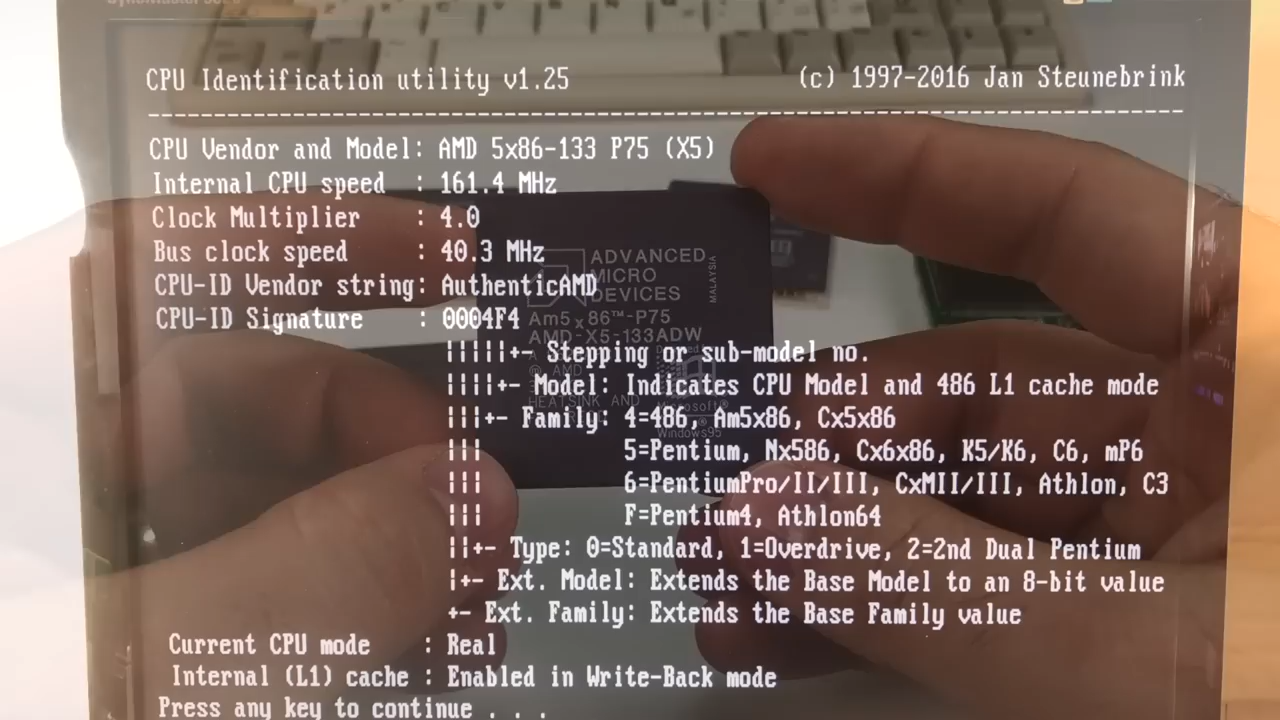 CPU Identification utility v1.25 (c) 1997-2016 Jan Steunebrink
CPU Vendor and Model: AMD 5x86-133 P75 (X5)
Internal CPU speed : 161.4 MHz
Clock Multiplier : 4.0
Bus clock speed : 40.3 MHz
CPU-ID Vendor string: AuthenticAMD
CPU-ID Signature : 0004F4
|||||+- Stepping or sub-model no.
||||+- Model: Indicates CPU Model and 486 L1 cache mode
|||+- Family: 4=486, Am5x86, Cx5x86
||| 5=Pentium, Nx586, Cx6x86, K5/K6, C6, mP6
||| 6=PentiumPro/II/III, CxMII/III, Athlon, C3
||| F=Pentium4, Athlon64
||+- Type: 0=Standard, 1=Overdrive, 2=2nd Dual Pentium
|+- Ext. Model: Extends the Base Model to an 8-bit value
+- Ext. Family: Extends the Base Family value
Current CPU mode : Real
Internal (L1) cache : Enabled in Write-Back mode
Press any key to continue . . .
ADVANCED
MICRO
DEVICES
MALAYSIA
Am5x86™-P75
AMD-X5-133ADW
© AMD
HEATSINK AND
Microsoft®
Windows95